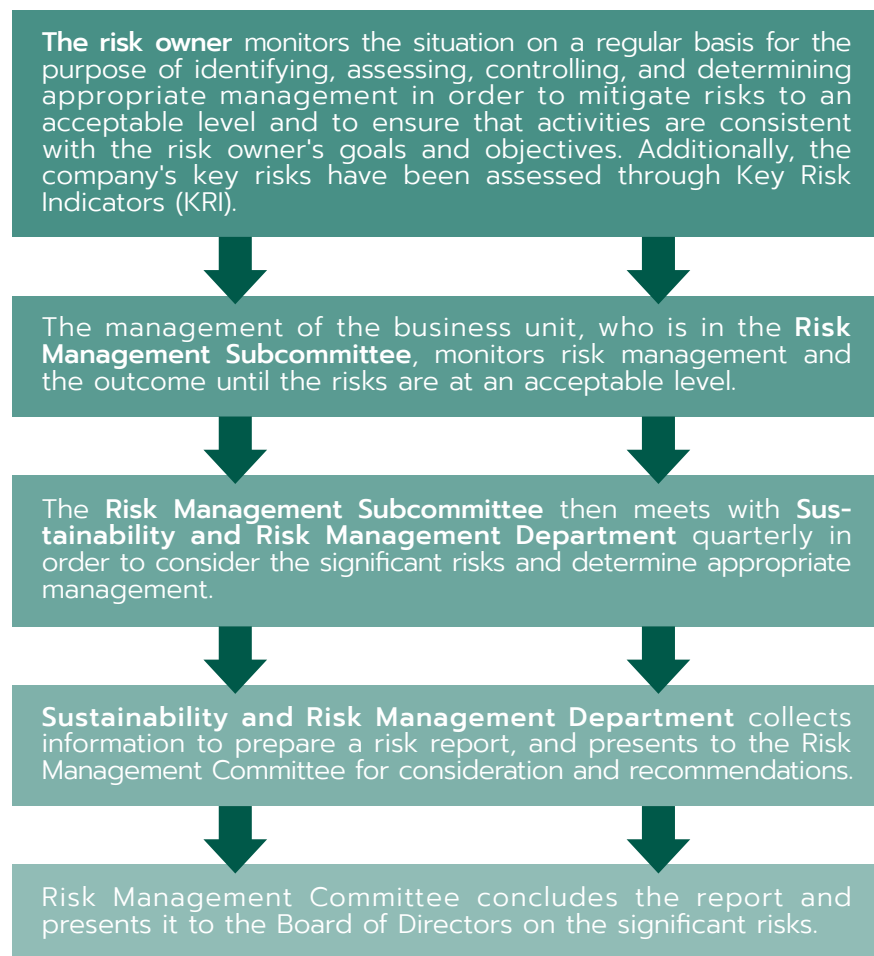 The risk owner monitors the situation on a regular basis for the
purpose of identifying, assessing, controlling, and determining
appropriate management in order to mitigate risks to an
acceptable level and to ensure that activities are consistent
with the risk owner's goals and objectives. Additionally, the
company's key risks have been assessed through Key Risk
Indicators (KRI).
The management of the business unit, who is in the Risk
Management Subcommittee, monitors risk management and
the outcome until the risks are at an acceptable level.
The Risk Management Subcommittee then meets with Sus-
tainability and Risk Management Department quarterly in
order to consider the significant risks and determine appropriate
management.
Sustainability and Risk Management Department collects
information to prepare a risk report, and presents to the Risk
Management Committee for consideration and recommendations.
Risk Management Committee concludes the report and
presents it to the Board of Directors on the significant risks.